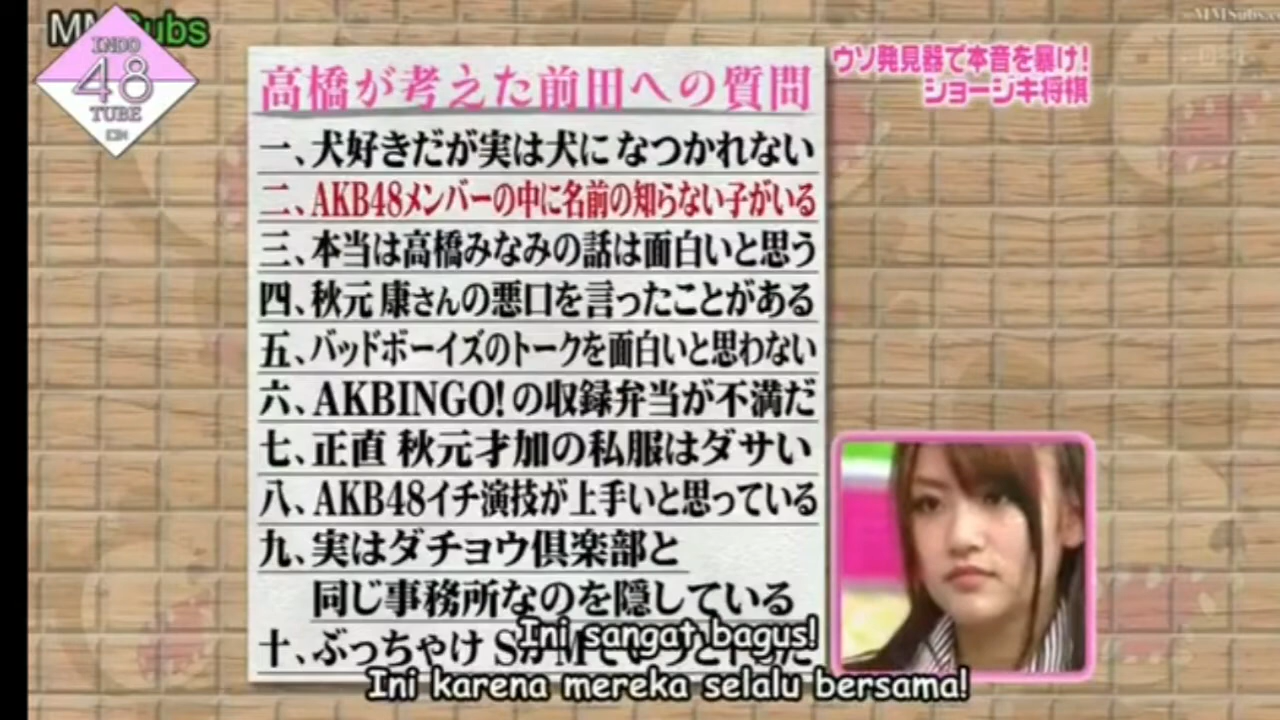 MMSubs
INDO
48
TUBE
高橋が考えた前田への質問
ウソ発見器で本音を暴け!
ショージキ将棋
一、犬好きだが実は犬になつかれない
二、AKB48メンバーの中に名前の知らない子がいる
三、本当は高橋みなみの話は面白いと思う
四、秋元康さんの悪口を言ったことがある
五、バッドボーイズのトークを面白いと思わない
六、AKBINGO!の収録弁当が不満だ
七、正直 秋元才加の私服はダサい
八、AKB48イチ演技が上手いと思っている
九、実はダチョウ倶楽部と
同じ事務所なのを隠している
十、ぶっちゃけ
Ini sangat bagus!
Ini karena mereka selalu bersama!